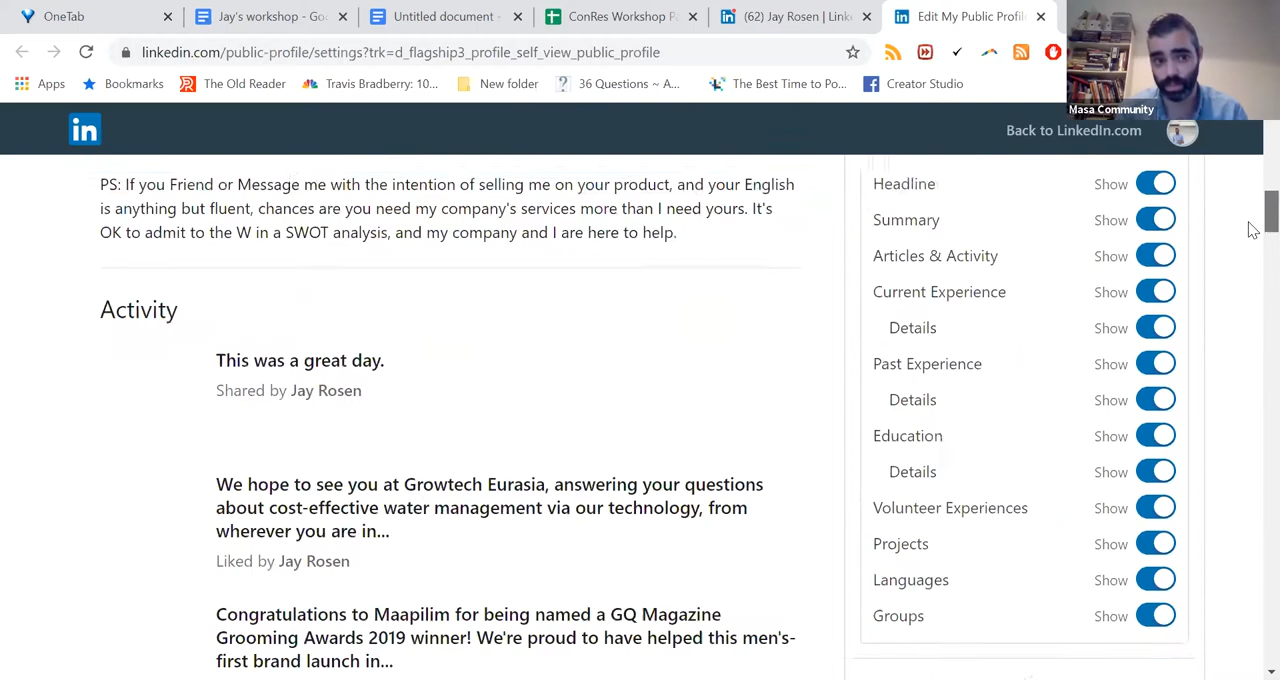 OneTab
Jay's workshop - Goo
Untitled document -
ConRes Workshop P
(62) Jay Rosen | Linke
Edit My Public Profil
linkedin.com/public-profile/settings?trk=d_flagship3_profile_self_view_public_profile
Apps
Bookmarks
The Old Reader
Travis Bradberry: 10...
New folder
36 Questions ~ A...
The Best Time to Po...
Creator Studio
Masa Community
in
Back to LinkedIn.com
PS: If you Friend or Message me with the intention of selling me on your product, and your English
is anything but fluent, chances are you need my company's services more than I need yours. It's
OK to admit to the W in a SWOT analysis, and my company and I are here to help.
Activity
This was a great day.
Shared by Jay Rosen
We hope to see you at Growtech Eurasia, answering your questions
about cost-effective water management via our technology, from
wherever you are in...
Liked by Jay Rosen
Congratulations to Maapilim for being named a GQ Magazine
Grooming Awards 2019 winner! We're proud to have helped this men's-
first brand launch in...
Headline Show
Summary Show
Articles & Activity Show
Current Experience Show
Details Show
Past Experience Show
Details Show
Education Show
Details Show
Volunteer Experiences Show
Projects Show
Languages Show
Groups Show